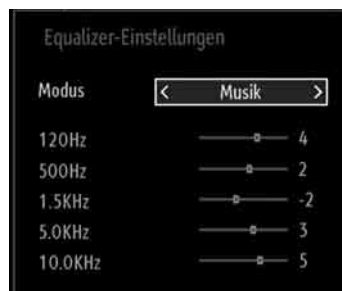 Equalizer-Einstellungen
Modus < Musik >
120Hz 4
500Hz 2
1.5KHz -2
5.0KHz 3
10.0KHz 5